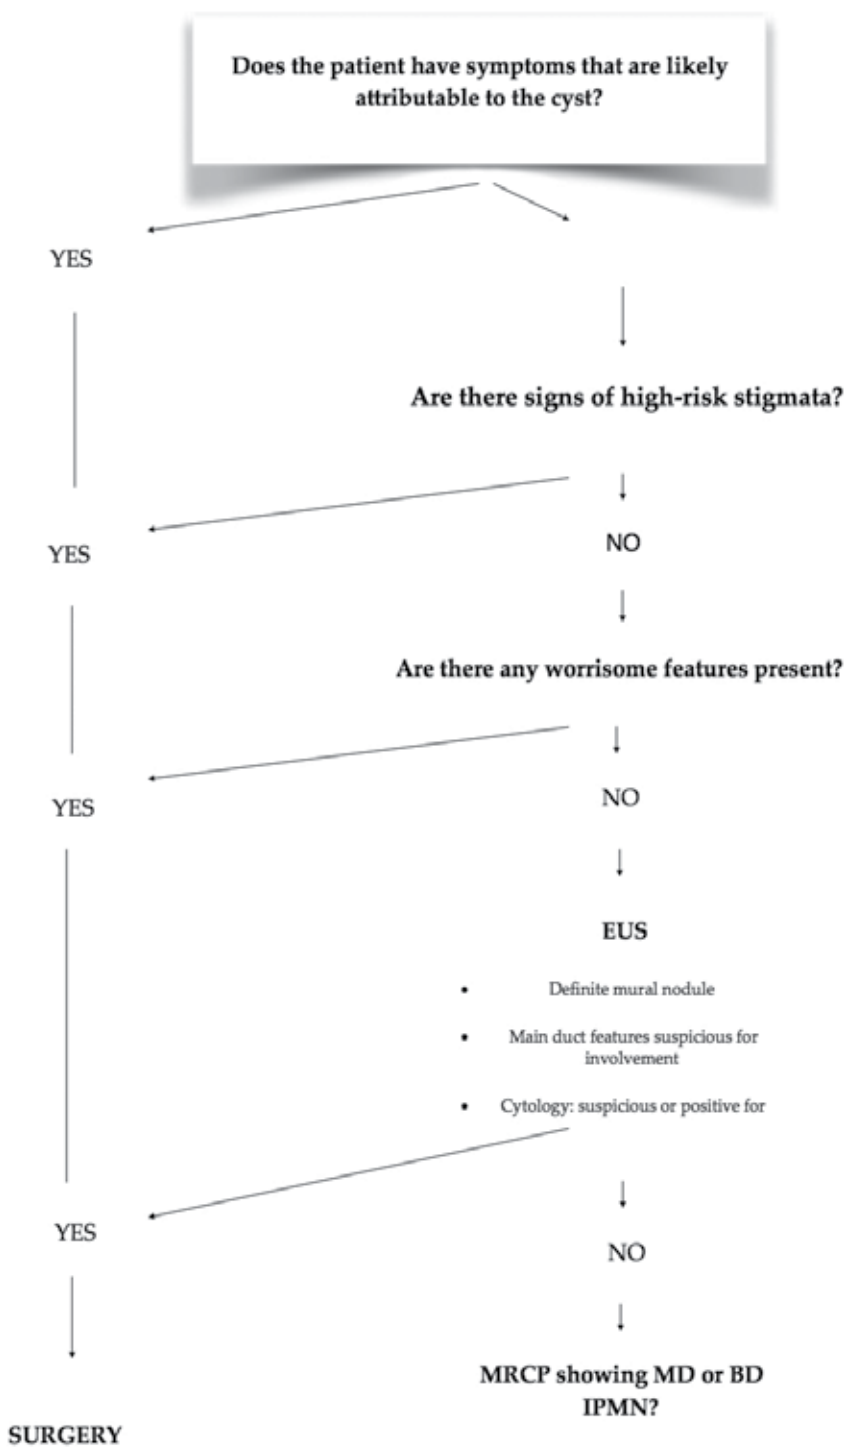 Does the patient have symptoms that are likely
attributable to the cyst?
YES
Are there signs of high-risk stigmata?
YES
NO
Are there any worrisome features present?
YES
NO
EUS
• Definite mural nodule
• Main duct features suspicious for
involvement
• Cytology: suspicious or positive for
YES
NO
MRCP showing MD or BD
IPMN?
SURGERY